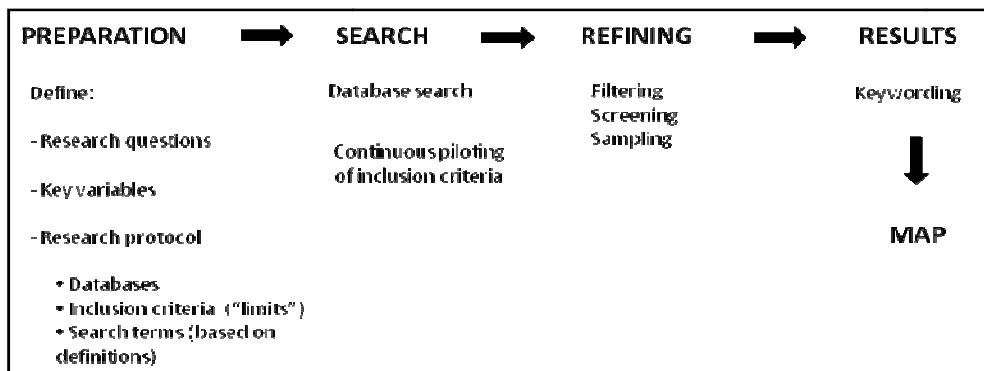 PREPARATION
Define:
- Research questions
- Key variables
- Research protocol
• Databases
• Inclusion criteria ("limits")
• Search terms (based on
definitions)
SEARCH
Database search
Continuous piloting
of inclusion criteria
REFINING
Filtering
Screening
Sampling
RESULTS
Keywording
MAP